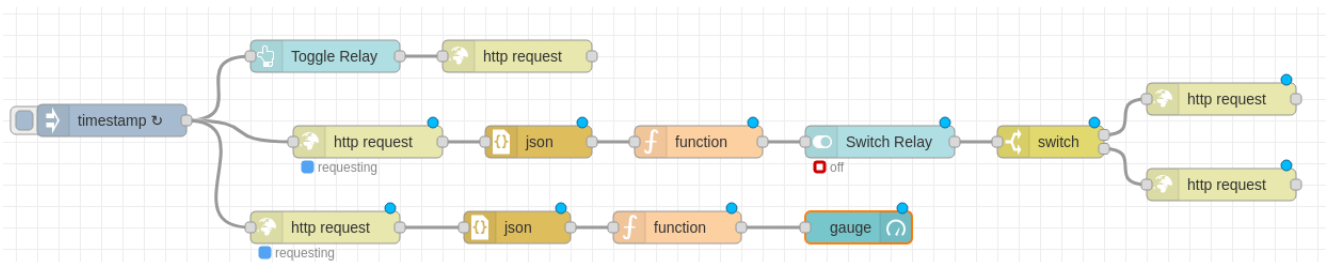 Toggle Relay
http request
timestamp ↻
http request
json
function
Switch Relay
switch
http request
http request
requesting
off
http request
json
function
gauge
requesting